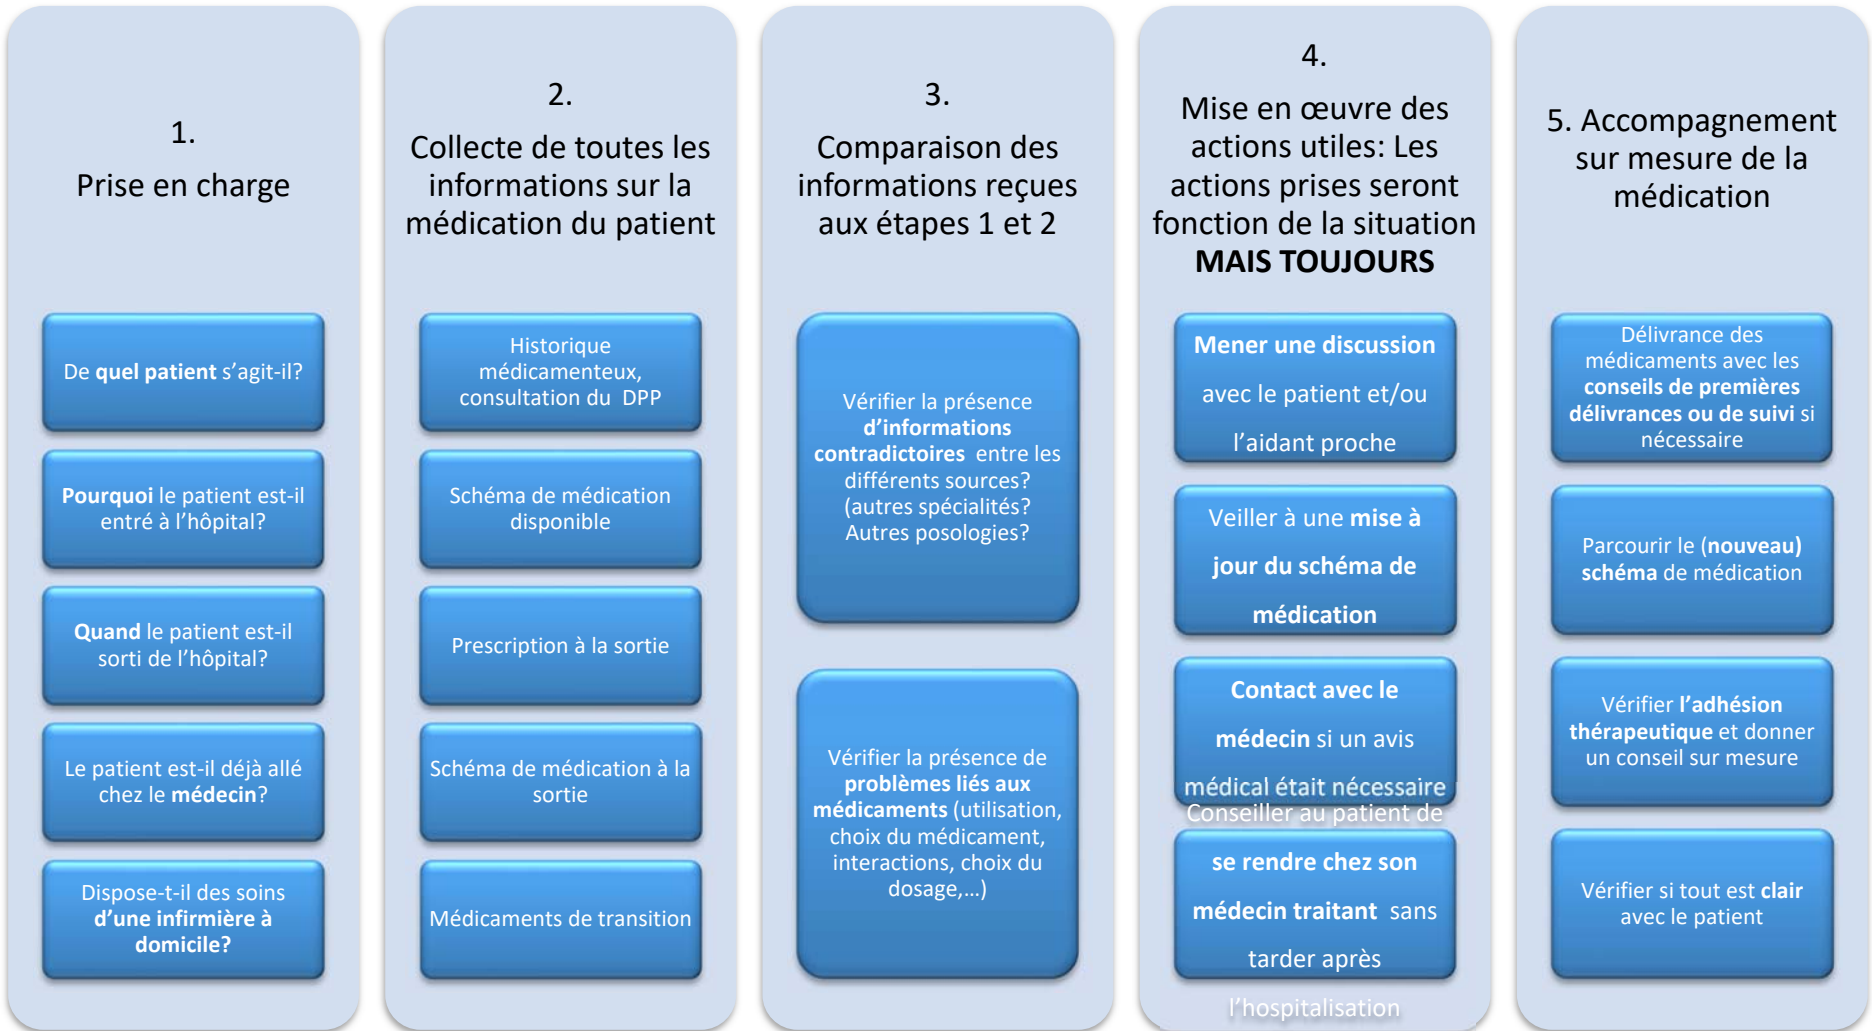 1.
Prise en charge
De quel patient s'agit-il?
Pourquoi le patient est-il
entré à l'hôpital?
Quand le patient est-il
sorti de l'hôpital?
Le patient est-il déjà allé
chez le médecin?
Dispose-t-il des soins
d'une infirmière à
domicile?
2.
Collecte de toutes les
informations sur la
médication du patient
Historique
médicamenteux,
consultation du DPP
Schéma de médication
disponible
Prescription à la sortie
Schéma de médication à la
sortie
Médicaments de transition
3.
Comparaison des
informations reçues
aux étapes 1 et 2
Vérifier la présence
d'informations
contradictoires entre les
différents sources?
(autres spécialités?
Autres posologies?
Vérifier la présence de
problèmes liés aux
médicaments (utilisation,
choix du médicament,
interactions, choix du
dosage,...)
4.
Mise en œuvre des
actions utiles: Les
actions prises seront
fonction de la situation
MAIS TOUJOURS
Mener une discussion
avec le patient et/ou
l'aidant proche
Veiller à une mise à
jour du schéma de
médication
Contact avec le
médecin si un avis
médical était nécessaire
Conseiller au patient de
se rendre chez son
médecin traitant sans
tarder après
l'hospitalisation
5. Accompagnement
sur mesure de la
médication
Délivrance des
médicaments avec les
conseils de premières
délivrances ou de suivi si
nécessaire
Parcourir le (nouveau)
schéma de médication
Vérifier l'adhésion
thérapeutique et donner
un conseil sur mesure
Vérifier si tout est clair
avec le patient